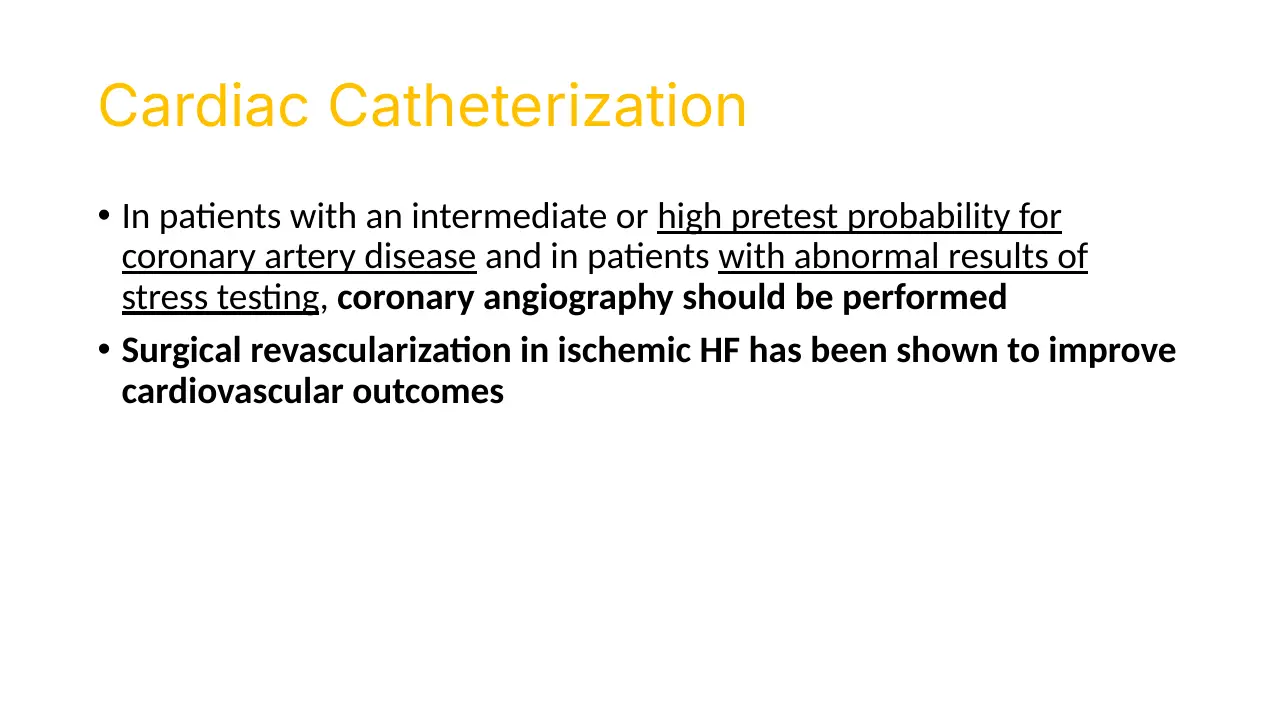 Cardiac Catheterization
• In patients with an intermediate or high pretest probability for
coronary artery disease and in patients with abnormal results of
stress testing, coronary angiography should be performed
• Surgical revascularization in ischemic HF has been shown to improve
cardiovascular outcomes